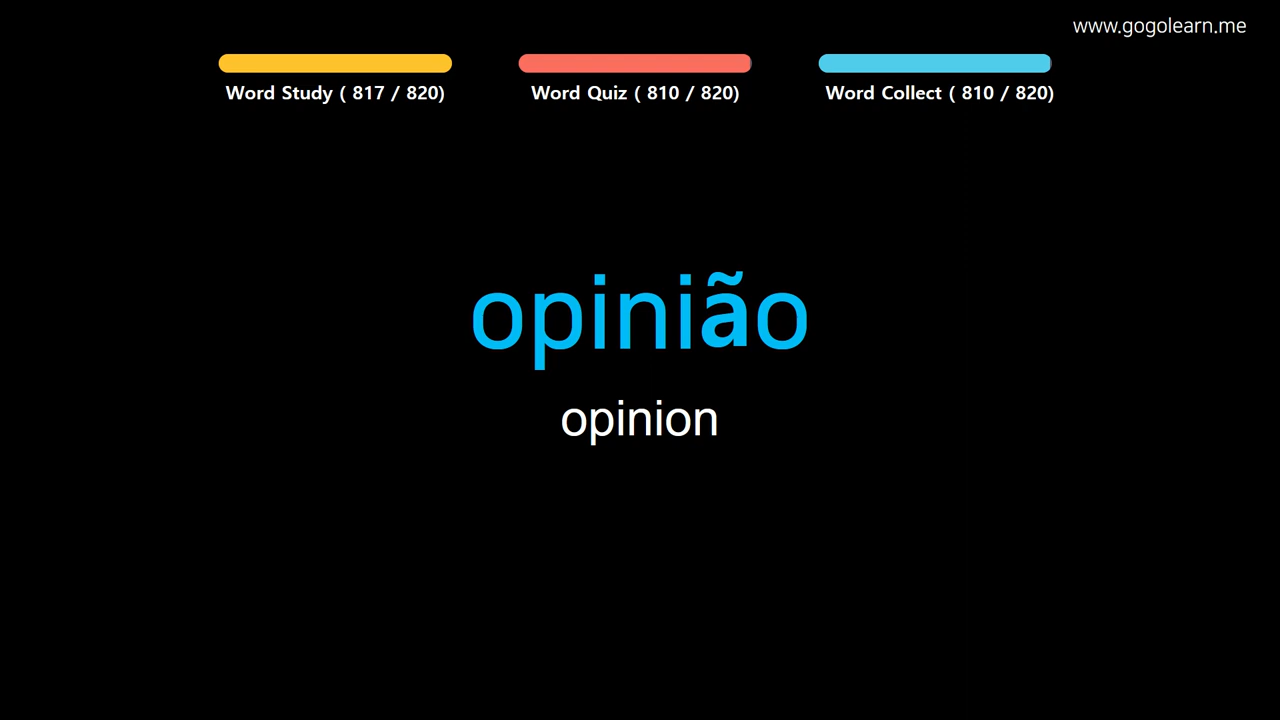 www.gogolearn.me
Word Study ( 817 / 820)
Word Quiz ( 810 / 820)
Word Collect ( 810 / 820)
opinião
opinion